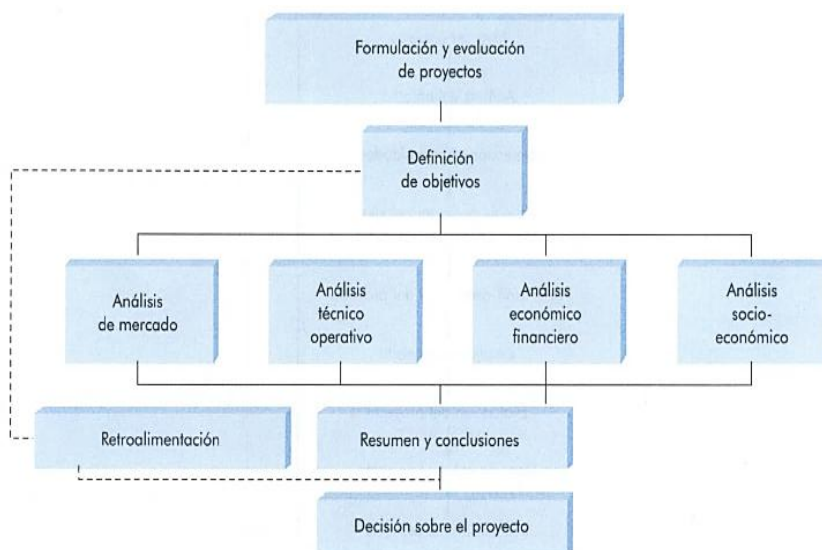 Formulación y evaluación
de proyectos
Definición
de objetivos
Análisis
de mercado
Análisis
técnico
operativo
Análisis
económico
financiero
Análisis
socio-
económico
Retroalimentación
Resumen y conclusiones
Decisión sobre el proyecto